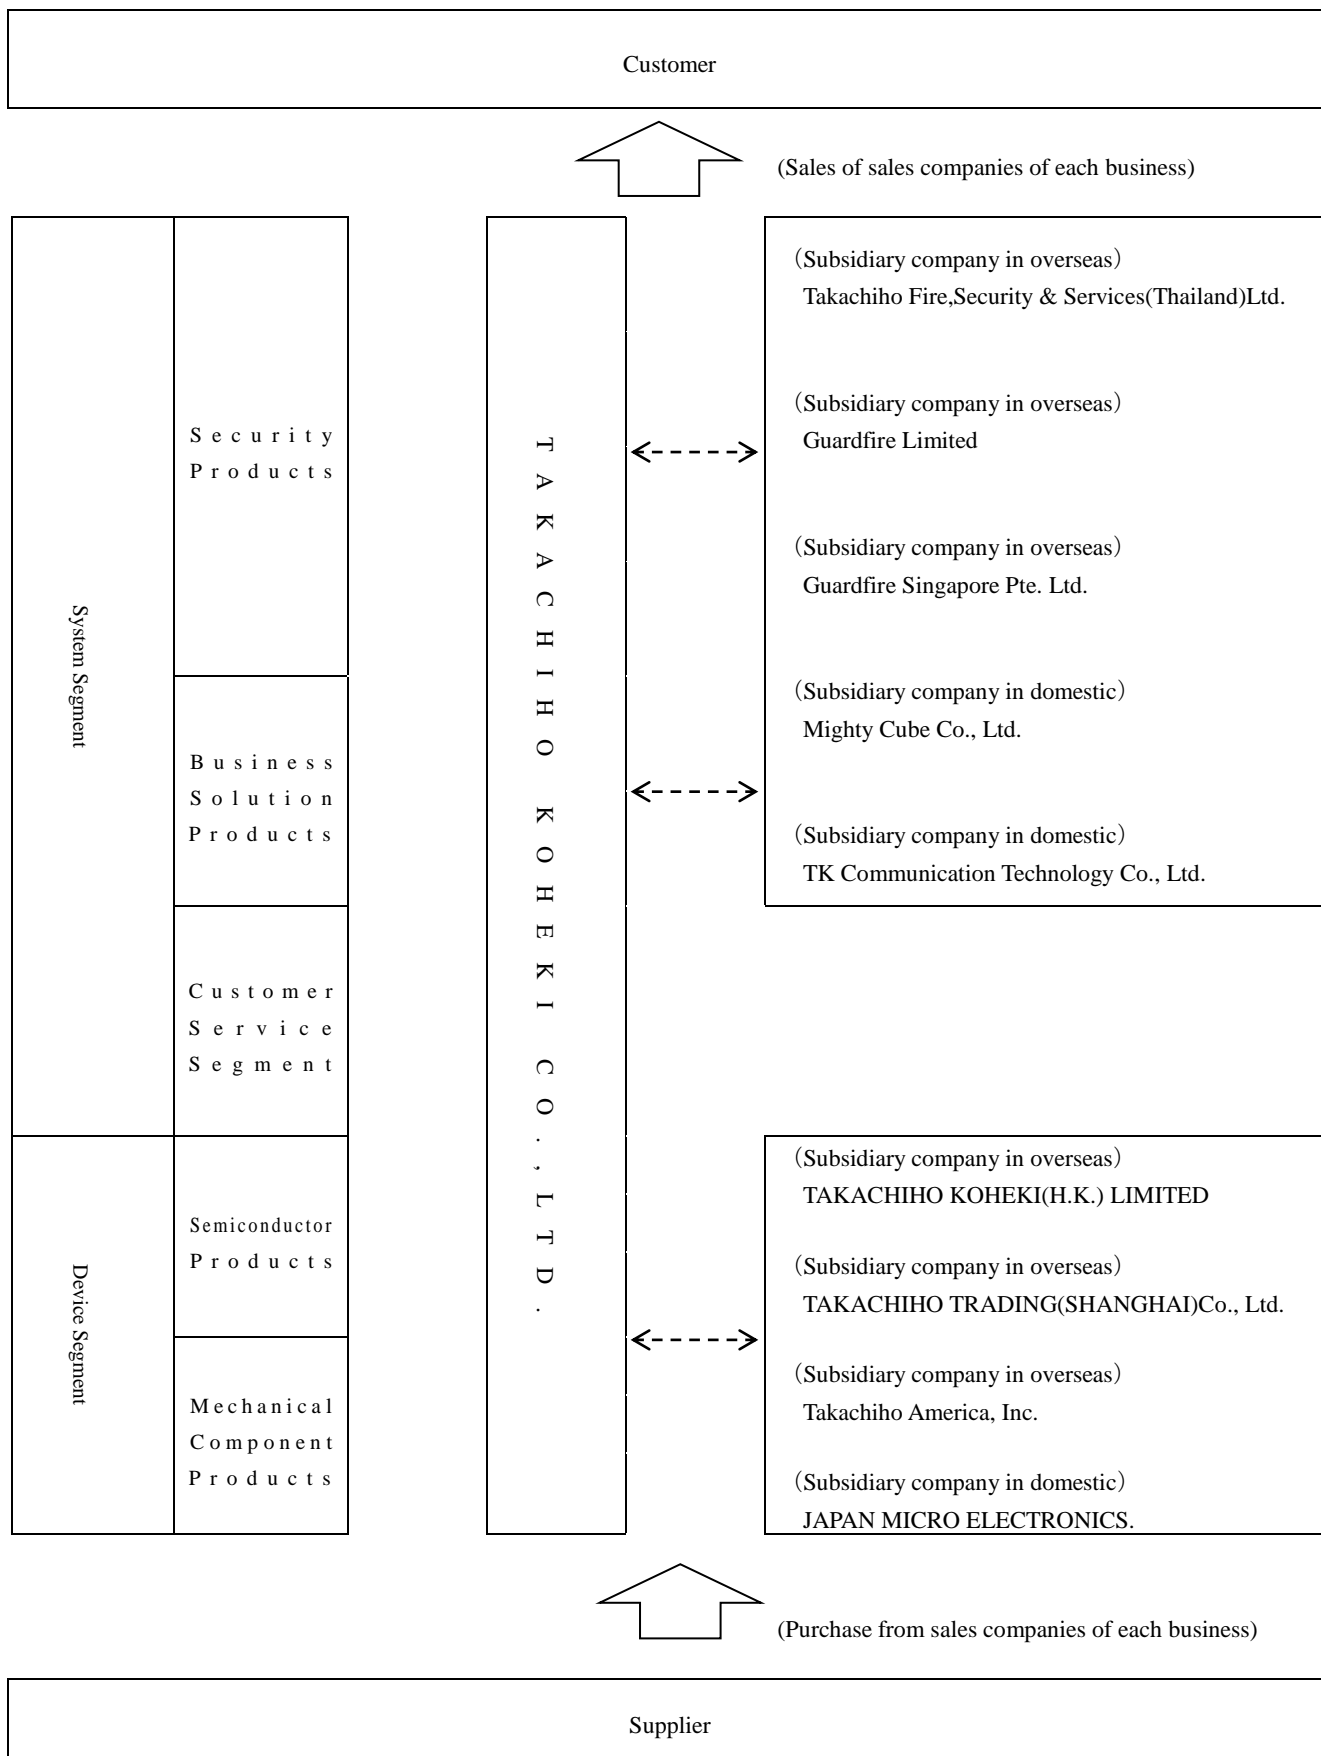 Customer
(Sales of sales companies of each business)
System Segment
Security
Products
Business
Solution
Products
Customer
Service
Segment
Device Segment
Semiconductor
Products
Mechanical
Component
Products
TAKACHIHO KOHEKI CO.,LTD.
（Subsidiary company in overseas）
Takachiho Fire,Security & Services(Thailand)Ltd.
（Subsidiary company in overseas）
Guardfire Limited
（Subsidiary company in overseas）
Guardfire Singapore Pte. Ltd.
（Subsidiary company in domestic）
Mighty Cube Co., Ltd.
（Subsidiary company in domestic）
TK Communication Technology Co., Ltd.
（Subsidiary company in overseas）
TAKACHIHO KOHEKI(H.K.) LIMITED
（Subsidiary company in overseas）
TAKACHIHO TRADING(SHANGHAI)Co., Ltd.
（Subsidiary company in overseas）
Takachiho America, Inc.
（Subsidiary company in domestic）
JAPAN MICRO ELECTRONICS.
(Purchase from sales companies of each business)
Supplier